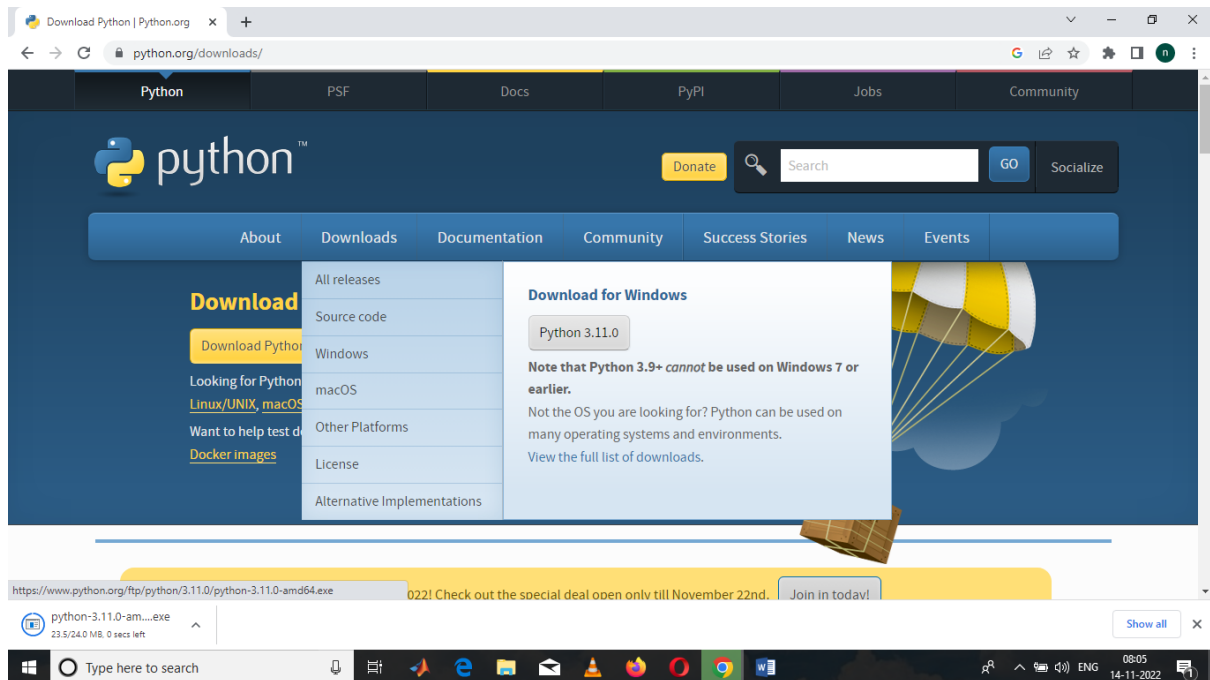 Download Python | Python.org
python.org/downloads/
n
Python PSF Docs PyPI Jobs Community
python™
Donate
Search
GO
Socialize
About Downloads Documentation Community Success Stories News Events
Download
Download Python
Looking for Python
Linux/UNIX, macOS
Want to help test d
Docker images
All releases
Source code
Windows
macOS
Other Platforms
License
Alternative Implementations
Download for Windows
Python 3.11.0
Note that Python 3.9+ cannot be used on Windows 7 or
earlier.
Not the OS you are looking for? Python can be used on
many operating systems and environments.
View the full list of downloads.
022! Check out the special deal open only till November 22nd.
Join in today!
https://www.python.org/ftp/python/3.11.0/python-3.11.0-amd64.exe
python-3.11.0-am....exe
23.5/24.0 MB, 0 secs left
Show all
Type here to search
ENG
08:05
14-11-2022
1